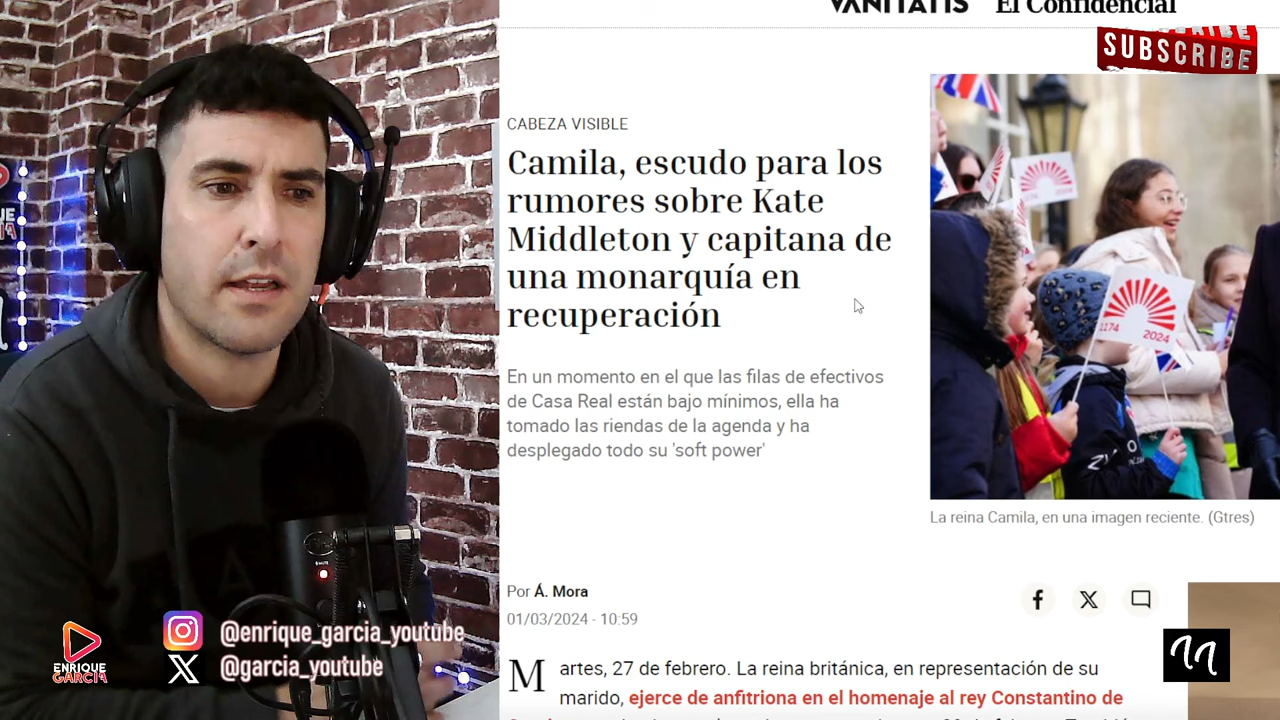 VANITATIS El Confidencial
SUBSCRIBE
CABEZA VISIBLE
Camila, escudo para los
rumores sobre Kate
Middleton y capitana de
una monarquía en
recuperación
En un momento en el que las filas de efectivos
de Casa Real están bajo mínimos, ella ha
tomado las riendas de la agenda y ha
desplegado todo su 'soft power'
1174 2024
La reina Camila, en una imagen reciente. (Gtres)
Por Á. Mora
01/03/2024 - 10:59
Martes, 27 de febrero. La reina británica, en representación de su
marido, ejerce de anfitriona en el homenaje al rey Constantino de
ENRIQUE
GARCIA
@enrique_garcia_youtube
@garcia_youtube